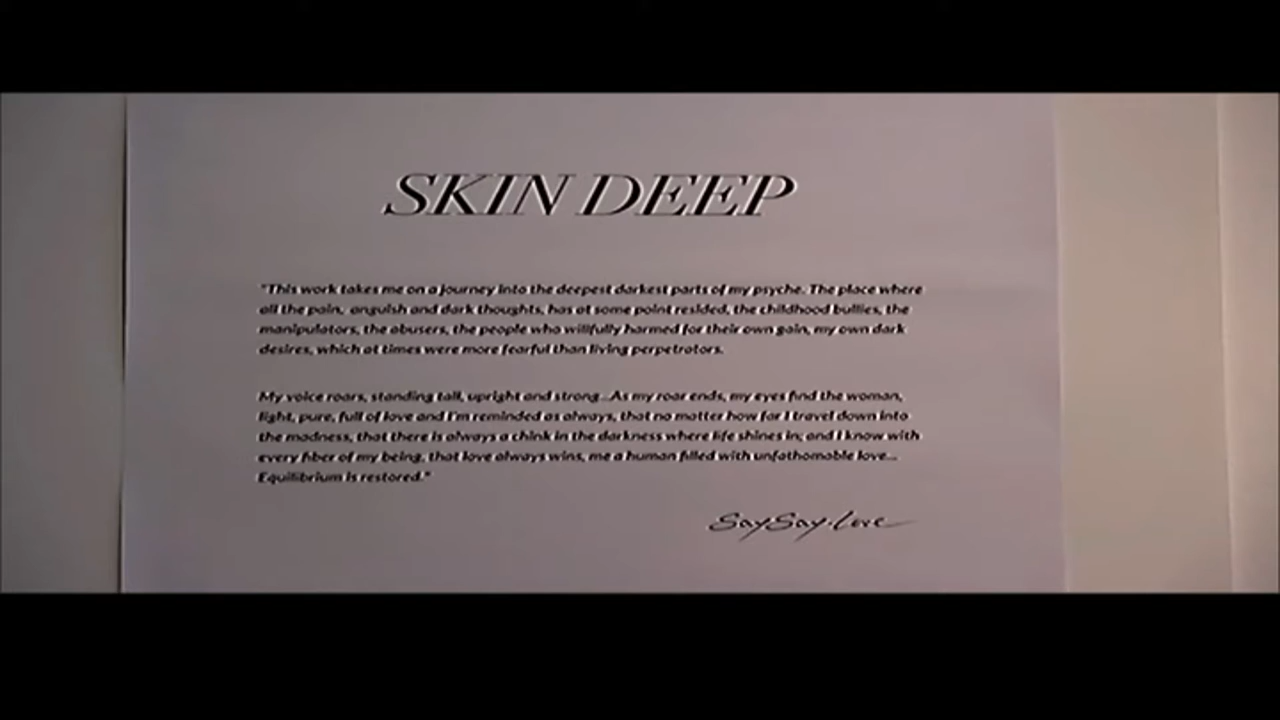 SKIN DEEP
"This work takes me on a journey into the deepest darkest parts of my psyche. The place where
all the pain, anguish and dark thoughts, has at some point resided, the childhood bullies, the
manipulators, the abusers, the people who willfully harmed for their own gain, my own dark
desires, which at times were more fearful than living perpetrators.
My voice roars, standing tall, upright and strong...As my roar ends, my eyes find the woman,
light, pure, full of love and I'm reminded as always, that no matter how far I travel down into
the madness, that there is always a chink in the darkness where life shines in; and I know with
every fiber of my being, that love always wins, me a human filled with unfathomable love...
Equilibrium is restored."
SaySay.Love